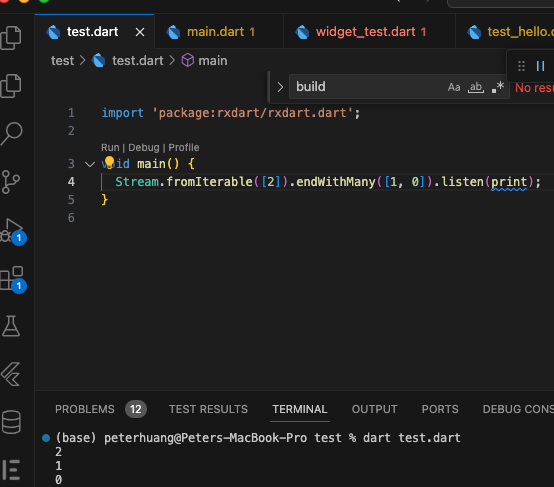 test.dart
main.dart 1
widget_test.dart 1
test_hello.
test > test.dart > main
build
Aa ab .*
No resu
1 import 'package:rxdart/rxdart.dart';
2
Run | Debug | Profile
3 void main() {
4 Stream.fromIterable([2]).endWithMany([1, 0]).listen(print);
5 }
6
1
1
PROBLEMS 12 TEST RESULTS TERMINAL OUTPUT PORTS DEBUG CONS
(base) peterhuang@Peters-MacBook-Pro test % dart test.dart
2
1
0